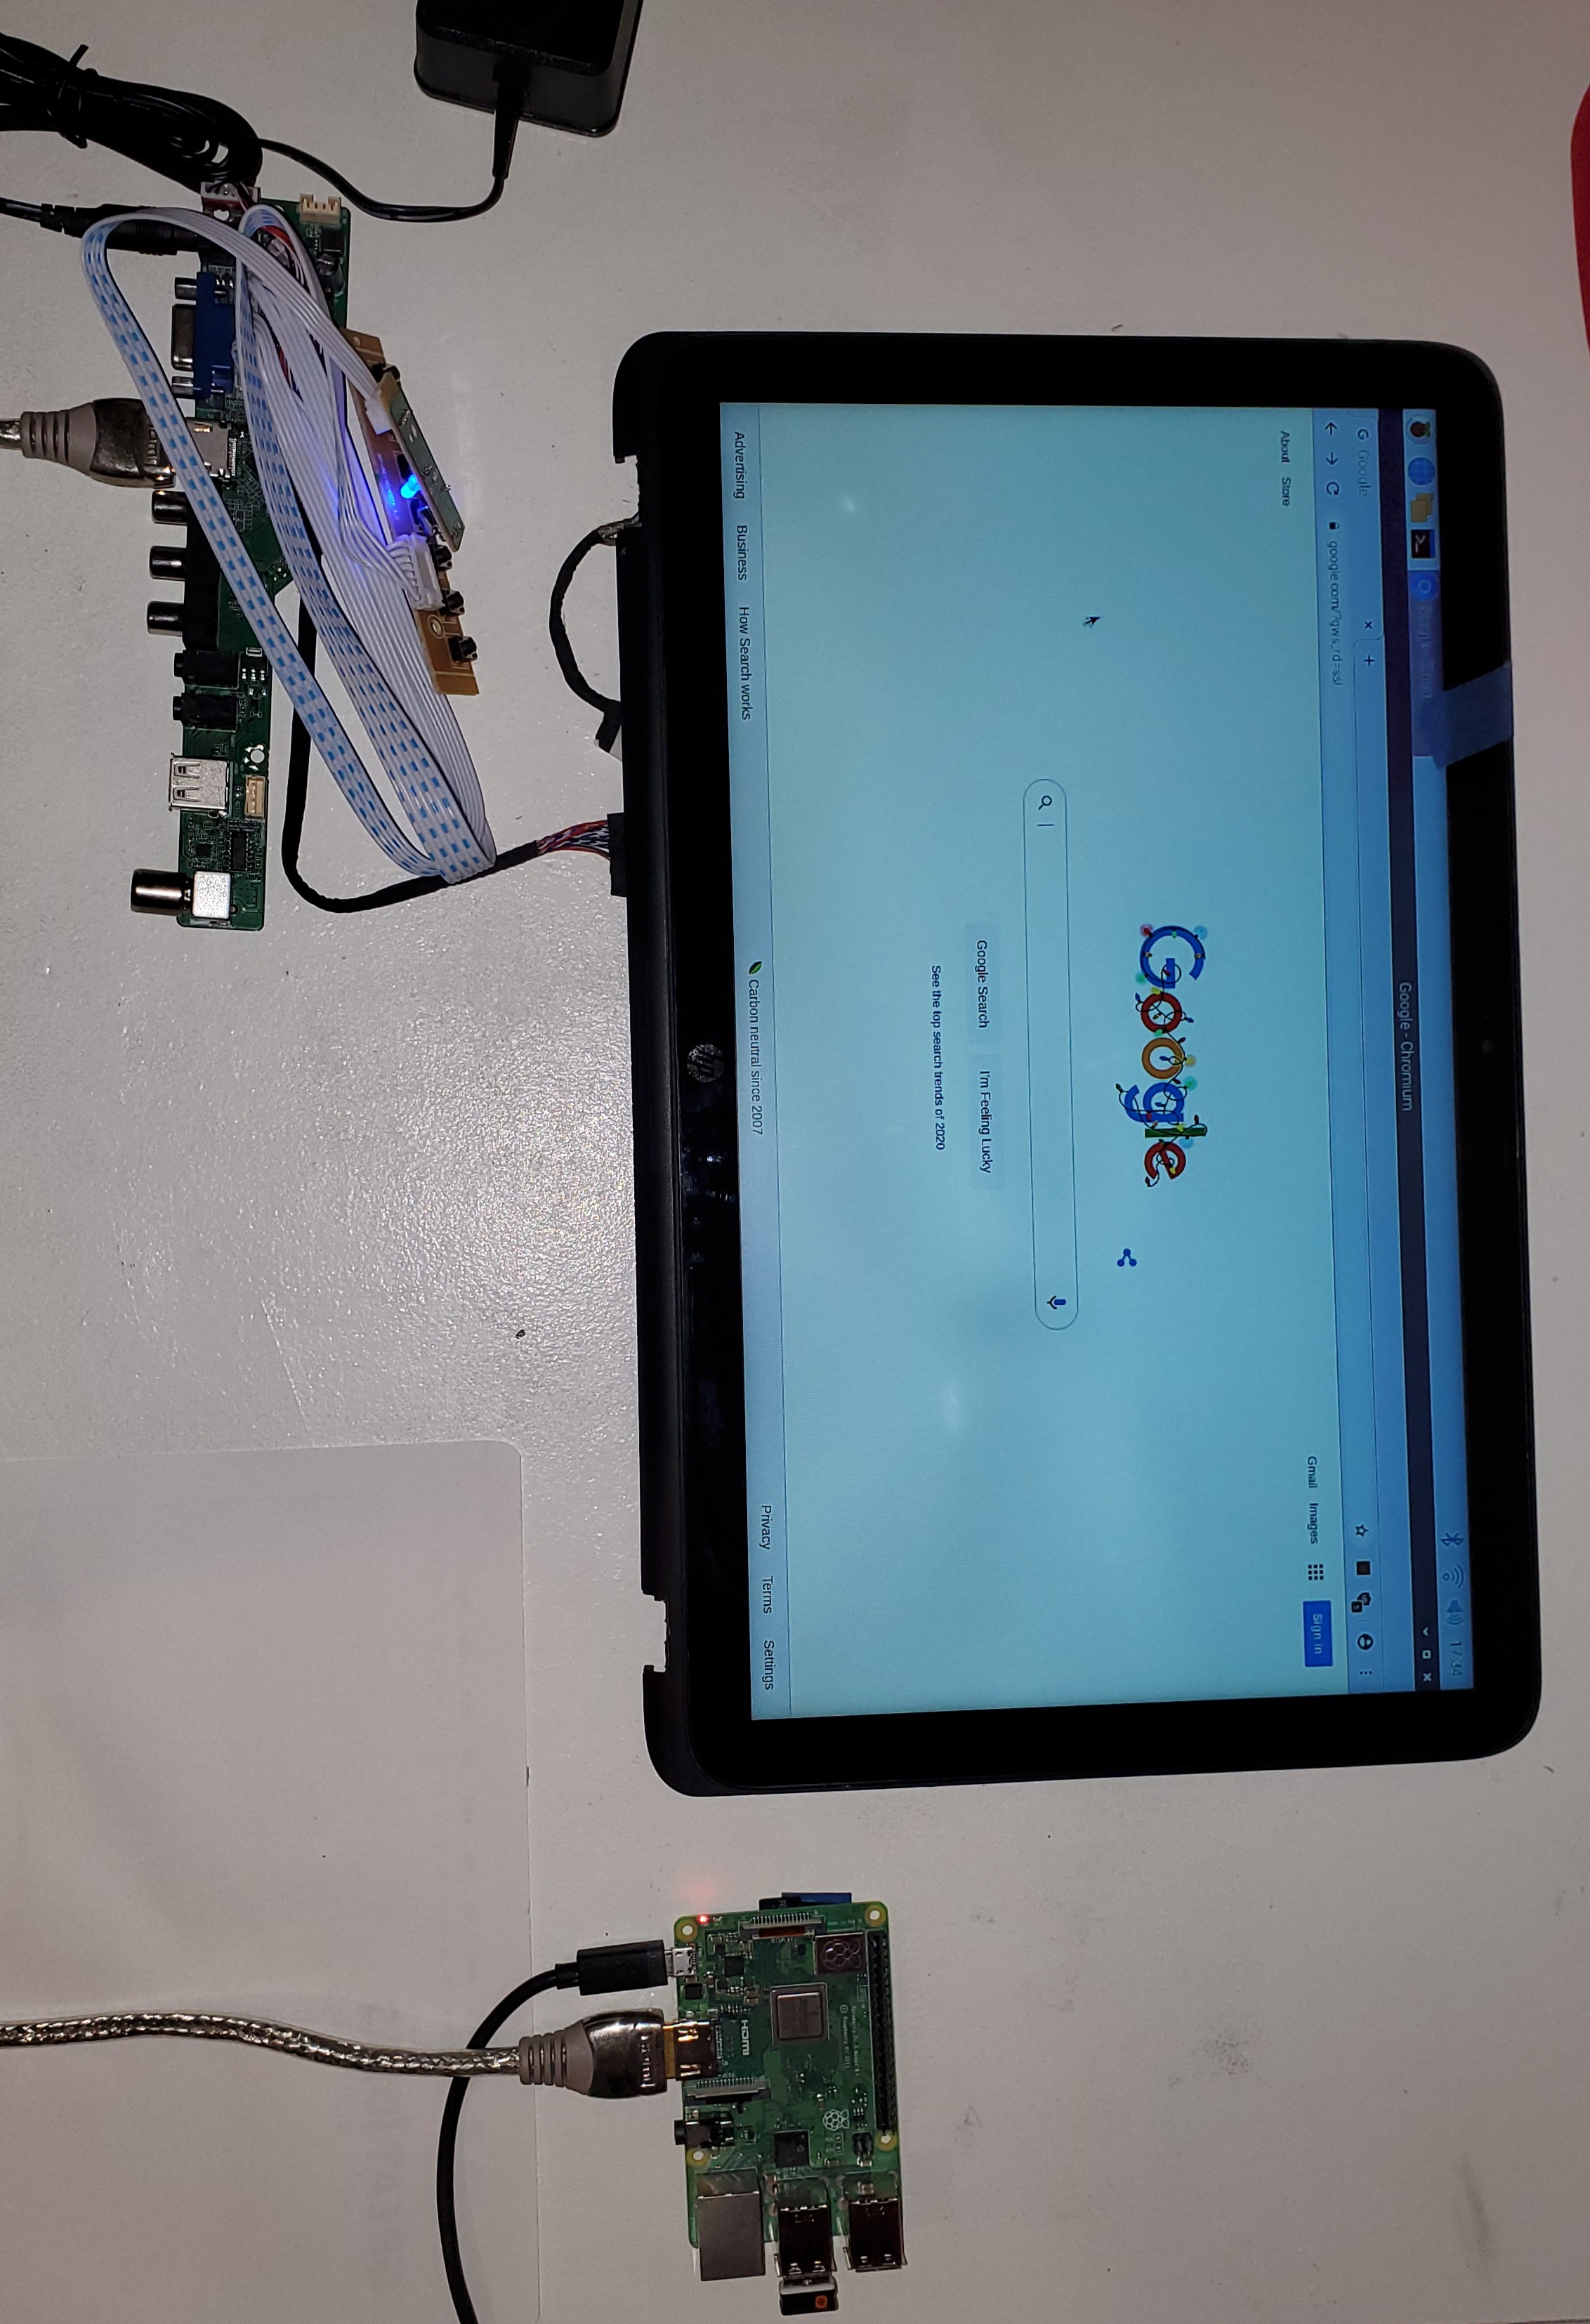 17:34
Google - Chromium
Google
google.com/?gws_rd=ssl
Gmail Images Sign in
About Store
Google
Google Search I'm Feeling Lucky
See the top search trends of 2020
Carbon neutral since 2007
Advertising Business How Search works
Privacy Terms Settings
hp
HDMI
HDMI